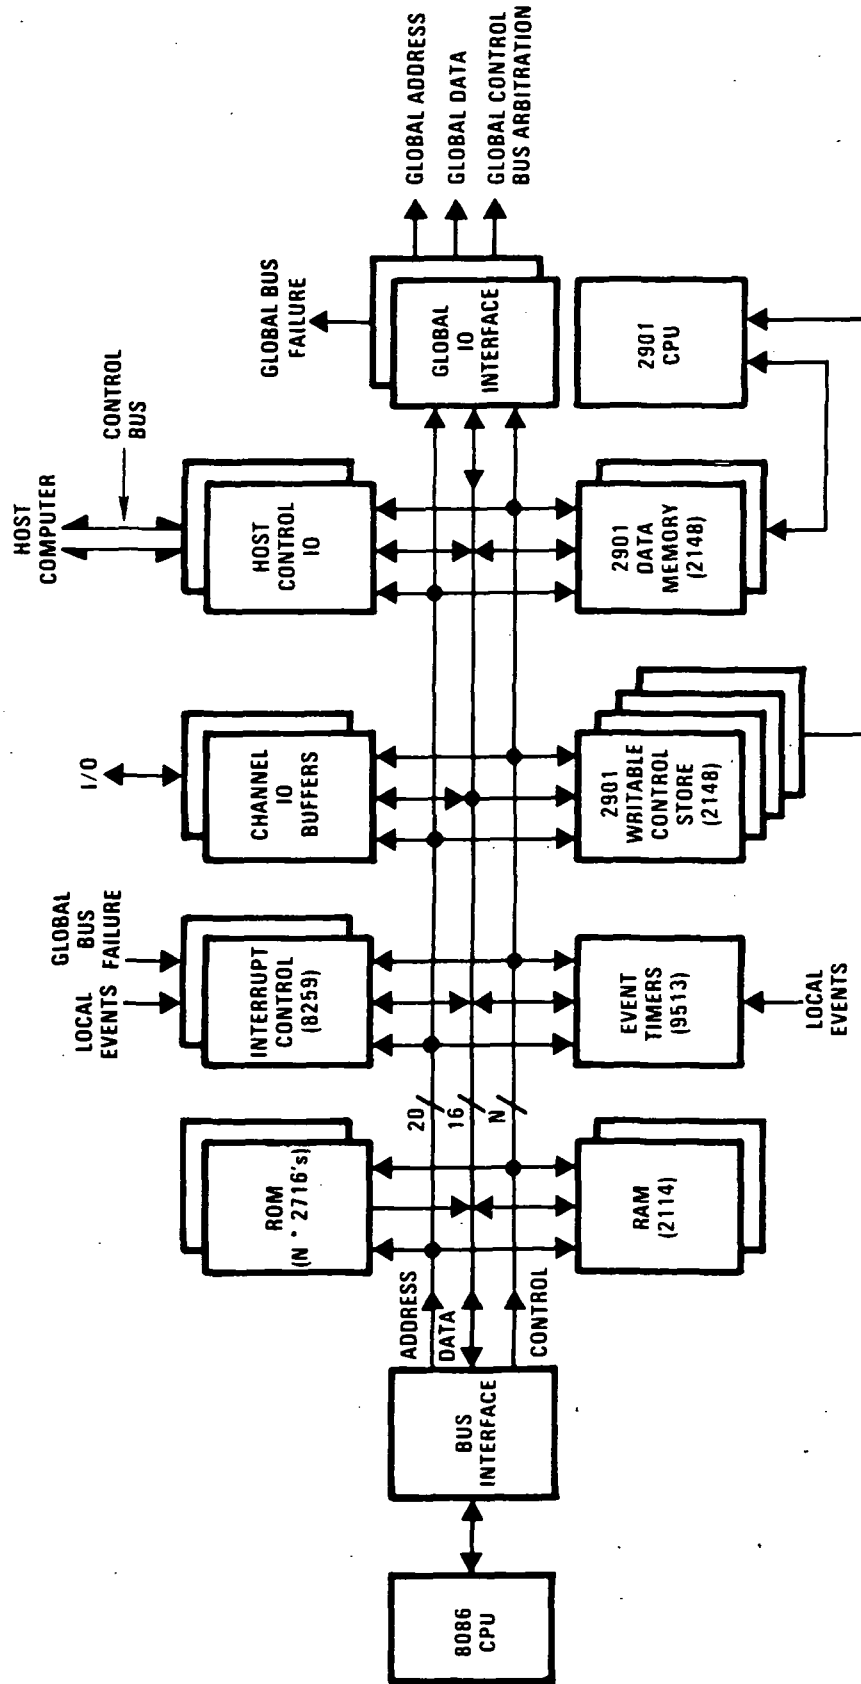 HOST
COMPUTER
CONTROL
BUS
GLOBAL BUS
FAILURE
GLOBAL ADDRESS
GLOBAL DATA
GLOBAL CONTROL
BUS ARBITRATION
I/O
LOCAL
EVENTS
GLOBAL
BUS
FAILURE
ROM
(N * 2716's)
INTERRUPT
CONTROL
(8259)
CHANNEL
IO
BUFFERS
HOST
CONTROL
IO
GLOBAL
IO
INTERFACE
8086
CPU
BUS
INTERFACE
ADDRESS
DATA
CONTROL
20
16
N
RAM
(2114)
EVENT
TIMERS
(9513)
2901
WRITABLE
CONTROL
STORE
(2148)
2901
DATA
MEMORY
(2148)
2901
CPU
LOCAL
EVENTS